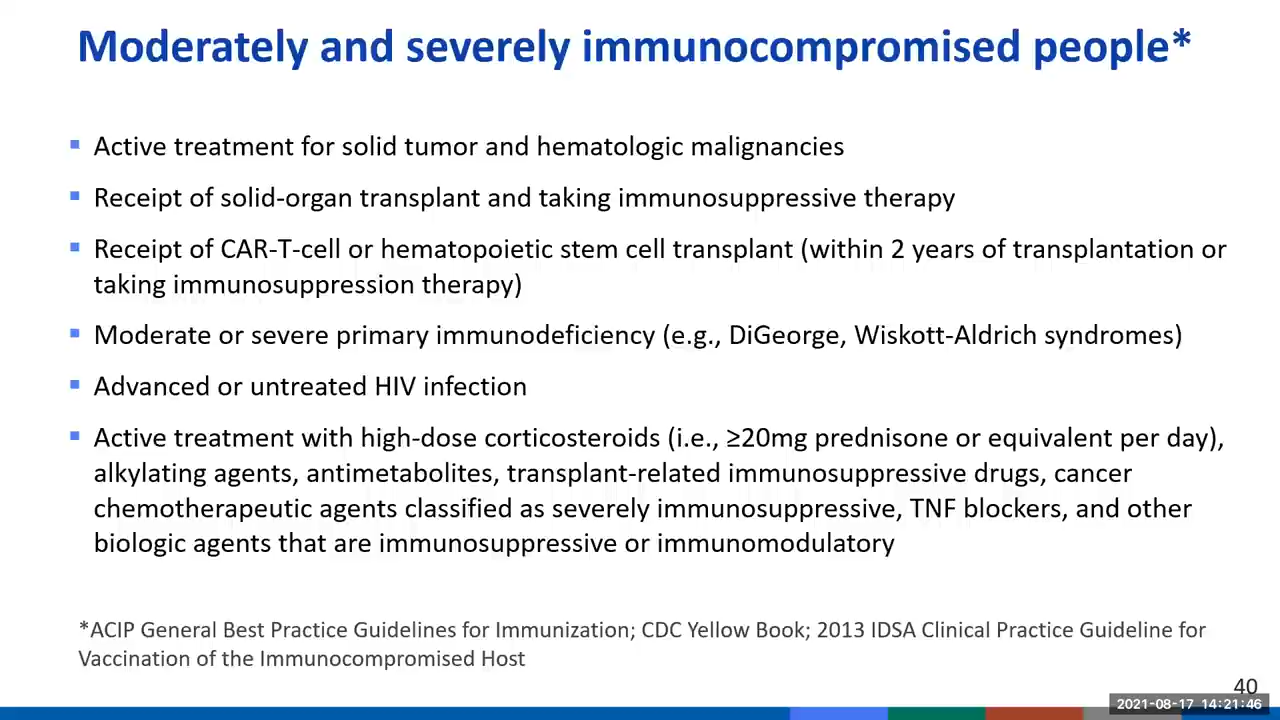 Moderately and severely immunocompromised people*
▪ Active treatment for solid tumor and hematologic malignancies
▪ Receipt of solid-organ transplant and taking immunosuppressive therapy
▪ Receipt of CAR-T-cell or hematopoietic stem cell transplant (within 2 years of transplantation or
taking immunosuppression therapy)
▪ Moderate or severe primary immunodeficiency (e.g., DiGeorge, Wiskott-Aldrich syndromes)
▪ Advanced or untreated HIV infection
▪ Active treatment with high-dose corticosteroids (i.e., ≥20mg prednisone or equivalent per day),
alkylating agents, antimetabolites, transplant-related immunosuppressive drugs, cancer
chemotherapeutic agents classified as severely immunosuppressive, TNF blockers, and other
biologic agents that are immunosuppressive or immunomodulatory
*ACIP General Best Practice Guidelines for Immunization; CDC Yellow Book; 2013 IDSA Clinical Practice Guideline for
Vaccination of the Immunocompromised Host
40
2021-08-17 14:21:46